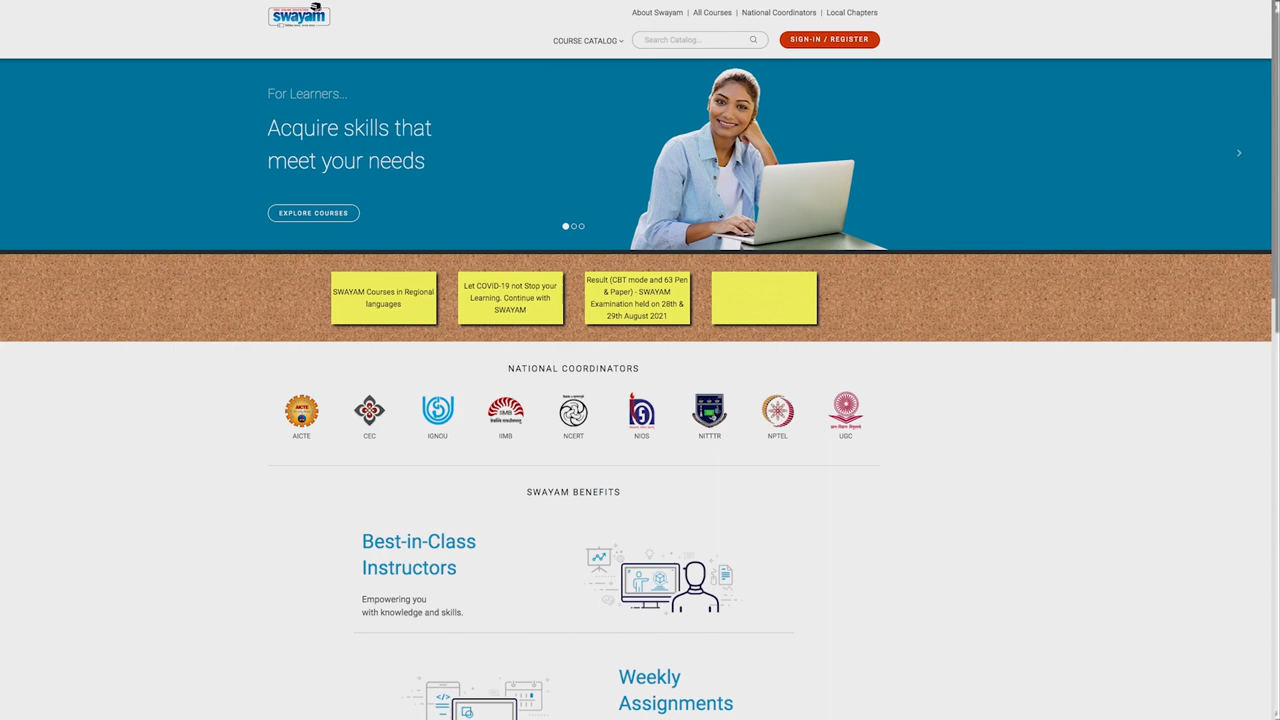 swayam
About Swayam | All Courses | National Coordinators | Local Chapters
COURSE CATALOG
Search Catalog...
SIGN-IN / REGISTER
For Learners...
Acquire skills that
meet your needs
EXPLORE COURSES
SWAYAM Courses in Regional
languages
Let COVID-19 not Stop your
Learning. Continue with
SWAYAM
Result (CBT mode and 63 Pen
& Paper) - SWAYAM
Examination held on 28th &
29th August 2021
NATIONAL COORDINATORS
AICTE
IIMB
AICTE
CEC
IGNOU
IIMB
NCERT
NIOS
NITTTR
NPTEL
UGC
SWAYAM BENEFITS
Best-in-Class
Instructors
Empowering you
with knowledge and skills.
</>
Weekly
Assignments